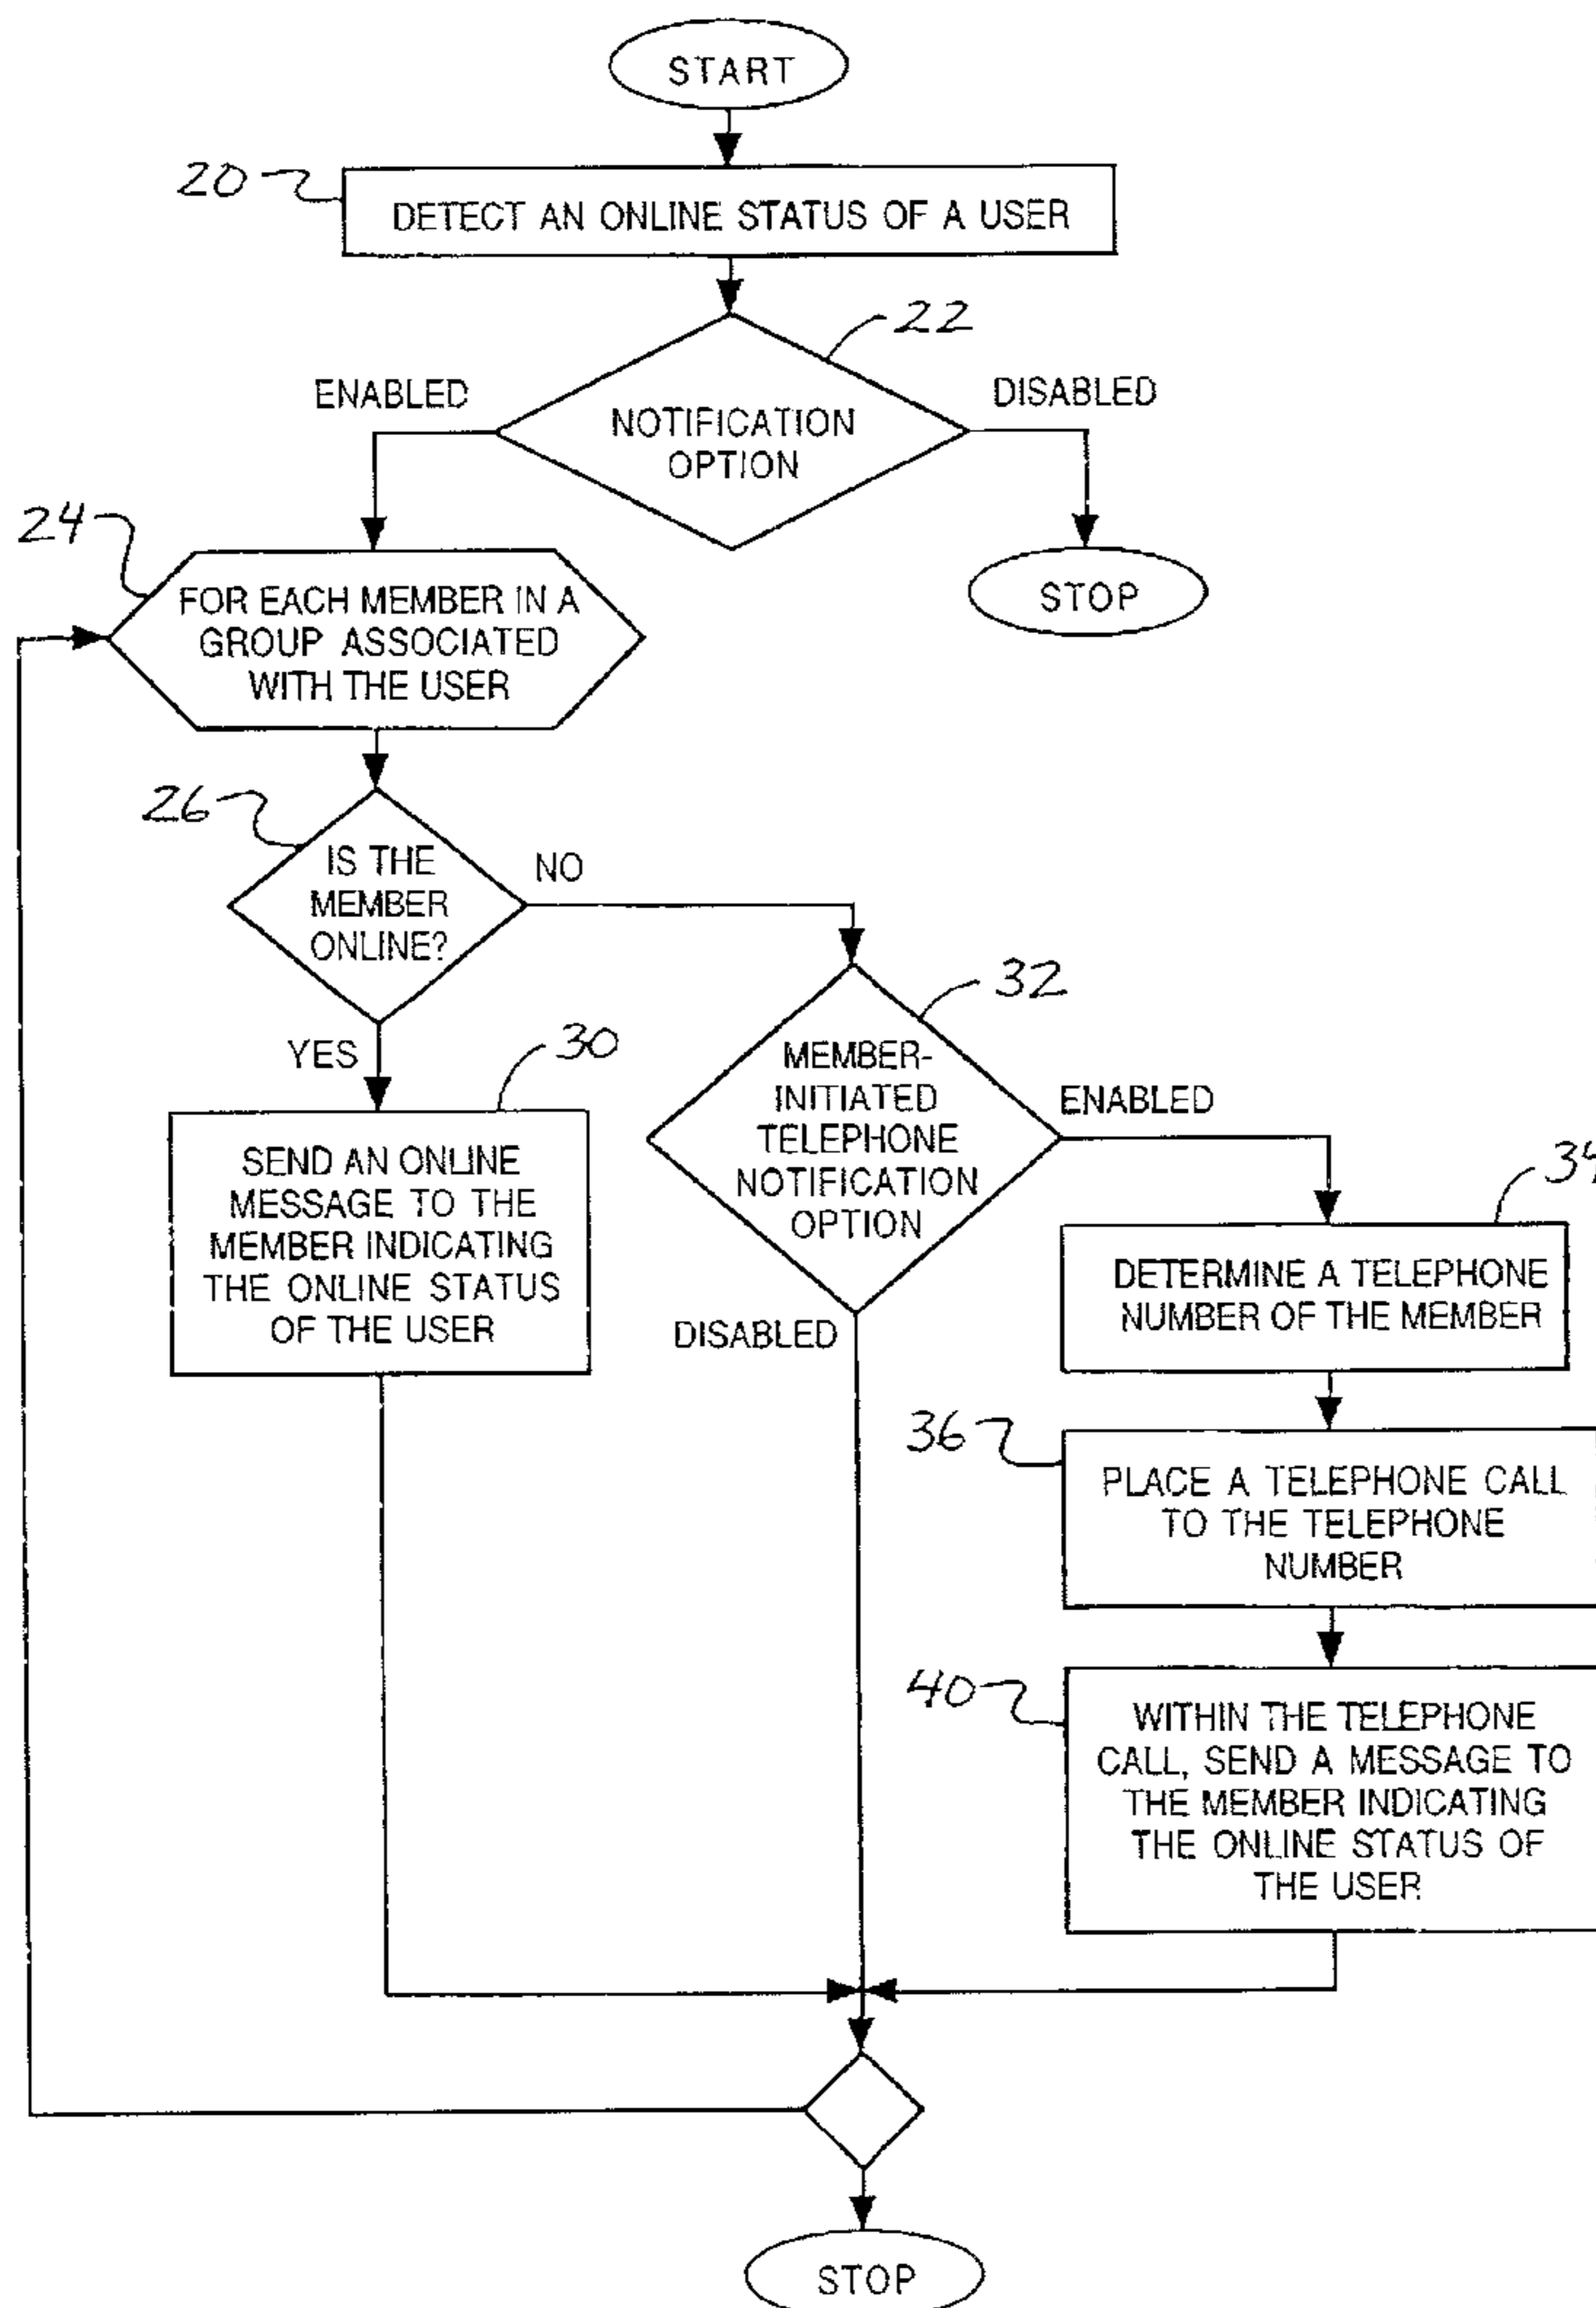 START
20
DETECT AN ONLINE STATUS OF A USER
22
ENABLED
DISABLED
NOTIFICATION
OPTION
STOP
24
FOR EACH MEMBER IN A
GROUP ASSOCIATED
WITH THE USER
26
IS THE
MEMBER
ONLINE?
NO
YES
30
SEND AN ONLINE
MESSAGE TO THE
MEMBER INDICATING
THE ONLINE STATUS
OF THE USER
32
MEMBER-
INITIATED
TELEPHONE
NOTIFICATION
OPTION
ENABLED
DISABLED
34
DETERMINE A TELEPHONE
NUMBER OF THE MEMBER
36
PLACE A TELEPHONE CALL
TO THE TELEPHONE
NUMBER
40
WITHIN THE TELEPHONE
CALL, SEND A MESSAGE TO
THE MEMBER INDICATING
THE ONLINE STATUS OF
THE USER
STOP